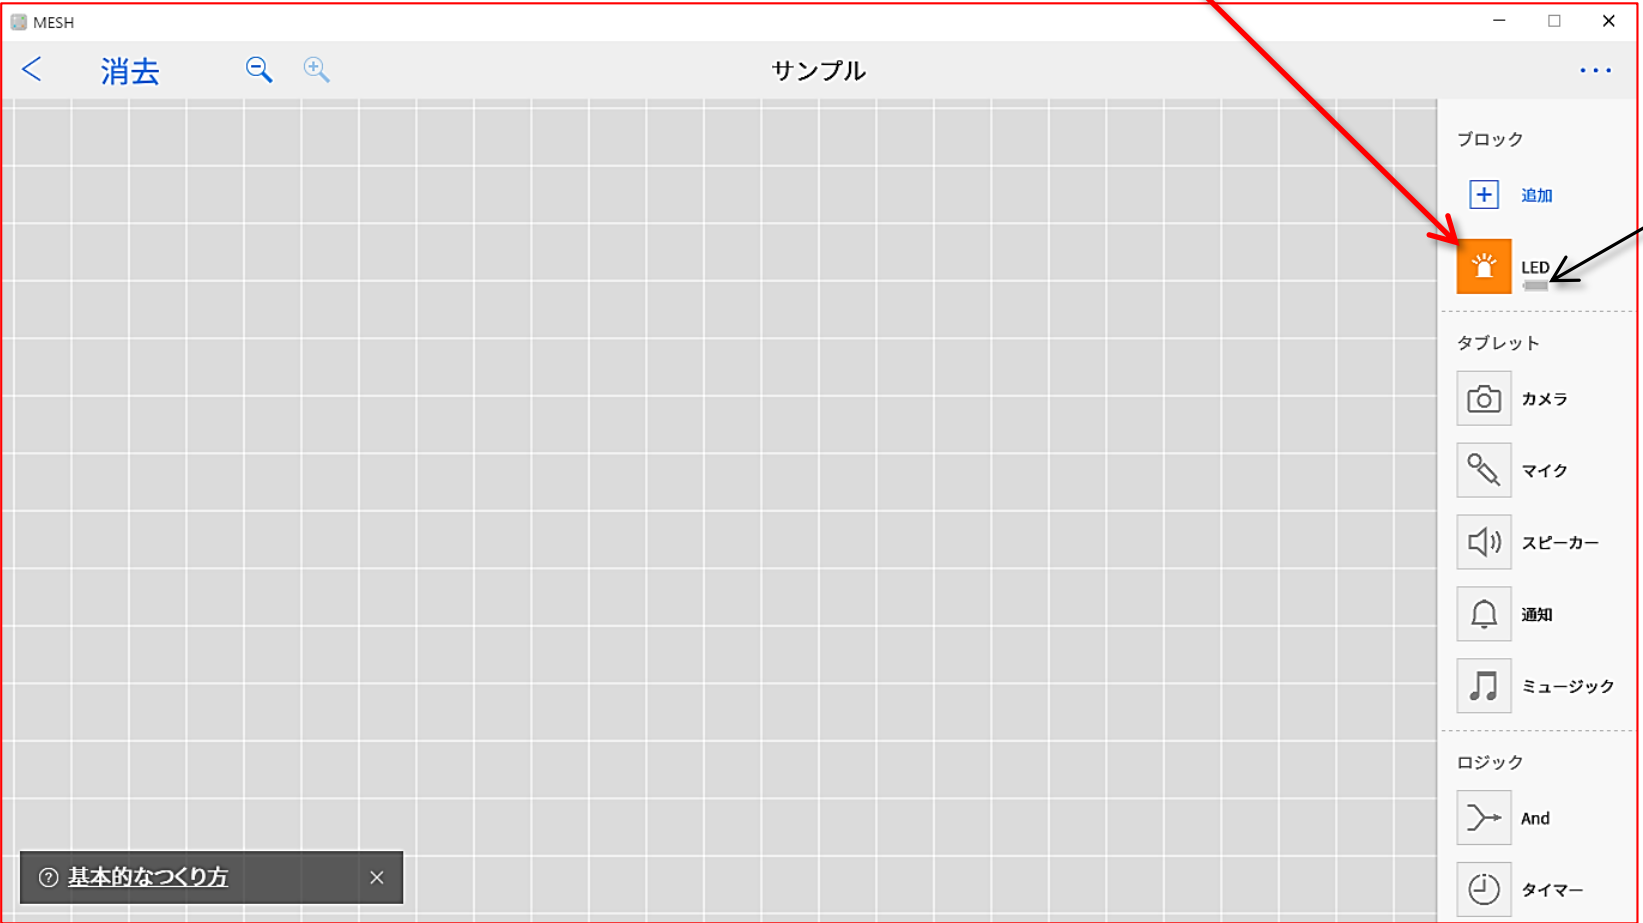 MESH
消去
サンプル
ブロック
追加
LED
タブレット
カメラ
マイク
スピーカー
通知
ミュージック
ロジック
And
タイマー
基本的なつくり方